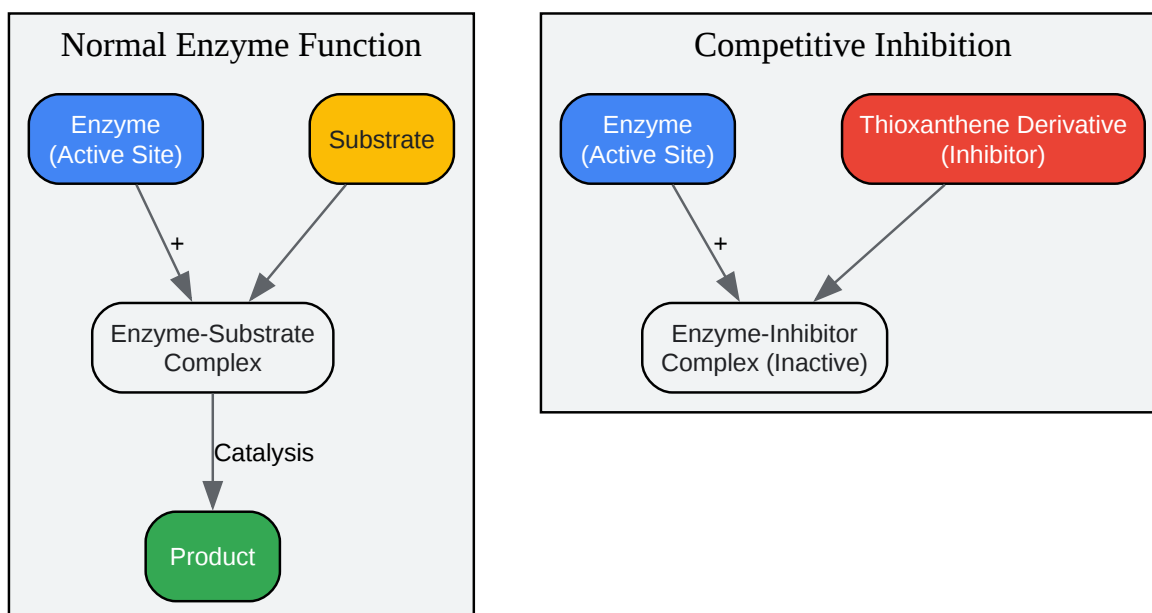 Normal Enzyme Function
Enzyme
(Active Site)
Substrate
+
Enzyme-Substrate
Complex
Catalysis
Product
Competitive Inhibition
Enzyme
(Active Site)
Thioxanthene Derivative
(Inhibitor)
+
Enzyme-Inhibitor
Complex (Inactive)